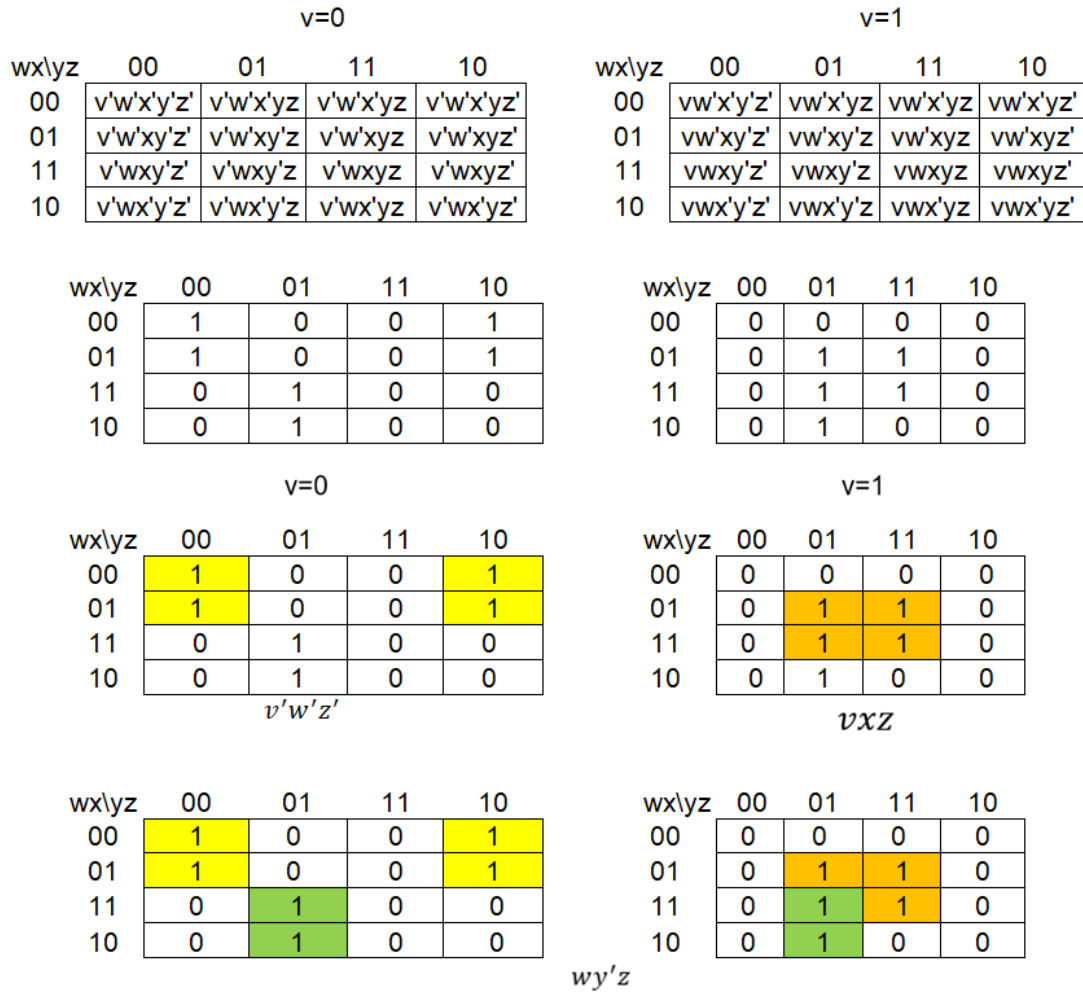 v=0 v=1
wx\yz 00 01 11 10 wx\yz 00 01 11 10
00 v'w'x'y'z' v'w'x'yz v'w'x'yz v'w'x'yz' 00 vw'x'y'z' vw'x'yz vw'x'yz vw'x'yz'
01 v'w'xy'z' v'w'xy'z v'w'xyz v'w'xyz' 01 vw'xy'z' vw'xy'z vw'xyz vw'xyz'
11 v'wxy'z' v'wxy'z v'wxyz v'wxyz' 11 vwxy'z' vwxy'z vwxyz vwxyz'
10 v'wx'y'z' v'wx'y'z v'wx'yz v'wx'yz' 10 vwx'y'z' vwx'y'z vwx'yz vwx'yz'
wx\yz 00 01 11 10 wx\yz 00 01 11 10
00 1 0 0 1 00 0 0 0 0
01 1 0 0 1 01 0 1 1 0
11 0 1 0 0 11 0 1 1 0
10 0 1 0 0 10 0 1 0 0
v=0 v=1
wx\yz 00 01 11 10 wx\yz 00 01 11 10
00 1 0 0 1 00 0 0 0 0
01 1 0 0 1 01 0 1 1 0
11 0 1 0 0 11 0 1 1 0
10 0 1 0 0 10 0 1 0 0
v'w'z' vxz
wx\yz 00 01 11 10 wx\yz 00 01 11 10
00 1 0 0 1 00 0 0 0 0
01 1 0 0 1 01 0 1 1 0
11 0 1 0 0 11 0 1 1 0
10 0 1 0 0 10 0 1 0 0
wy'z